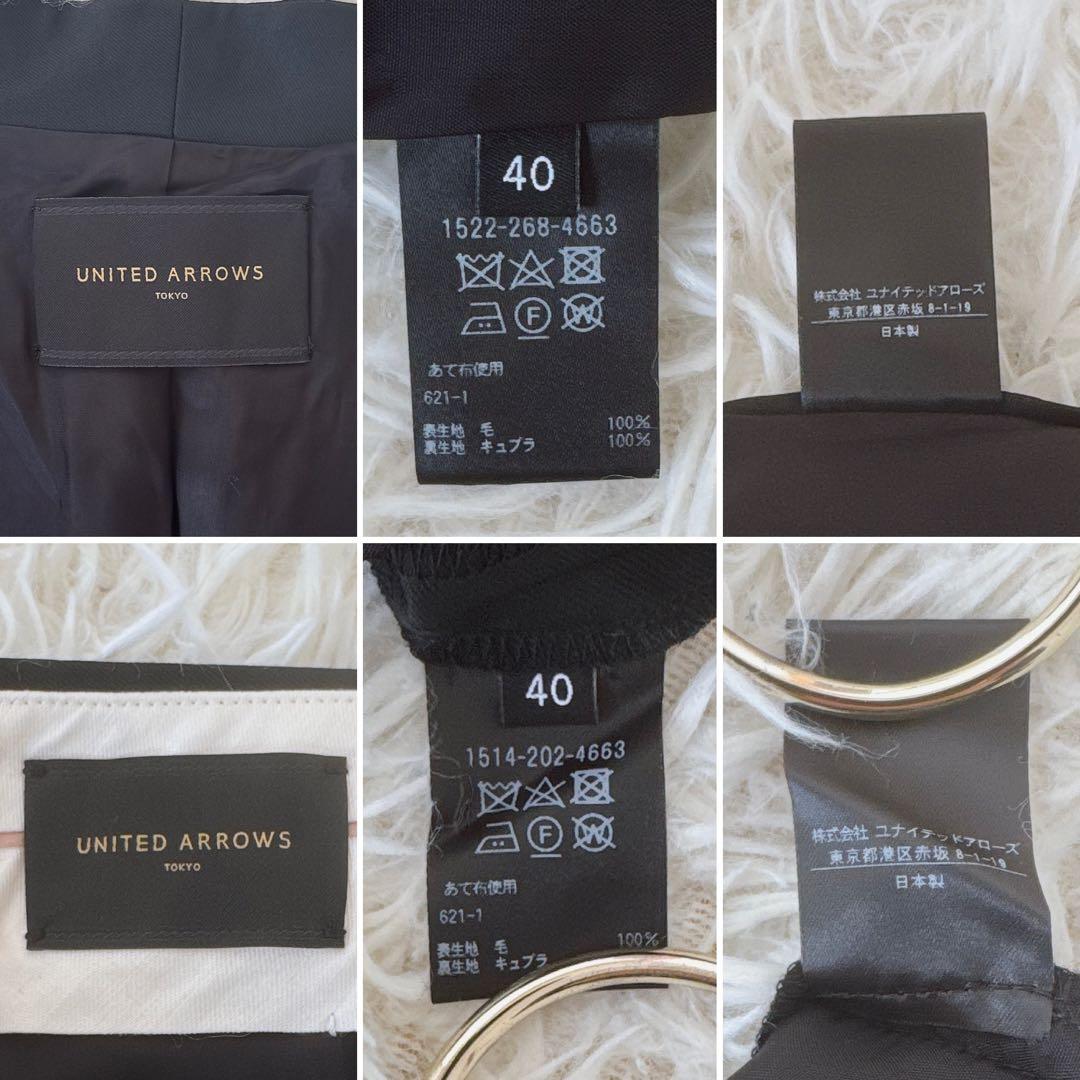 UNITED ARROWS
TOKYO
40
1522-268-4663
F
W
あて布使用
621-1
表生地 毛 100%
裏生地 キュプラ 100%
株式会社 ユナイテッドアローズ
東京都港区赤坂 8-1-19
日本製
UNITED ARROWS
TOKYO
40
1514-202-4663
F
W
あて布使用
621-1
表生地 毛 100%
裏生地 キュプラ
株式会社 ユナイテッドアローズ
東京都港区赤坂 8-1-19
日本製